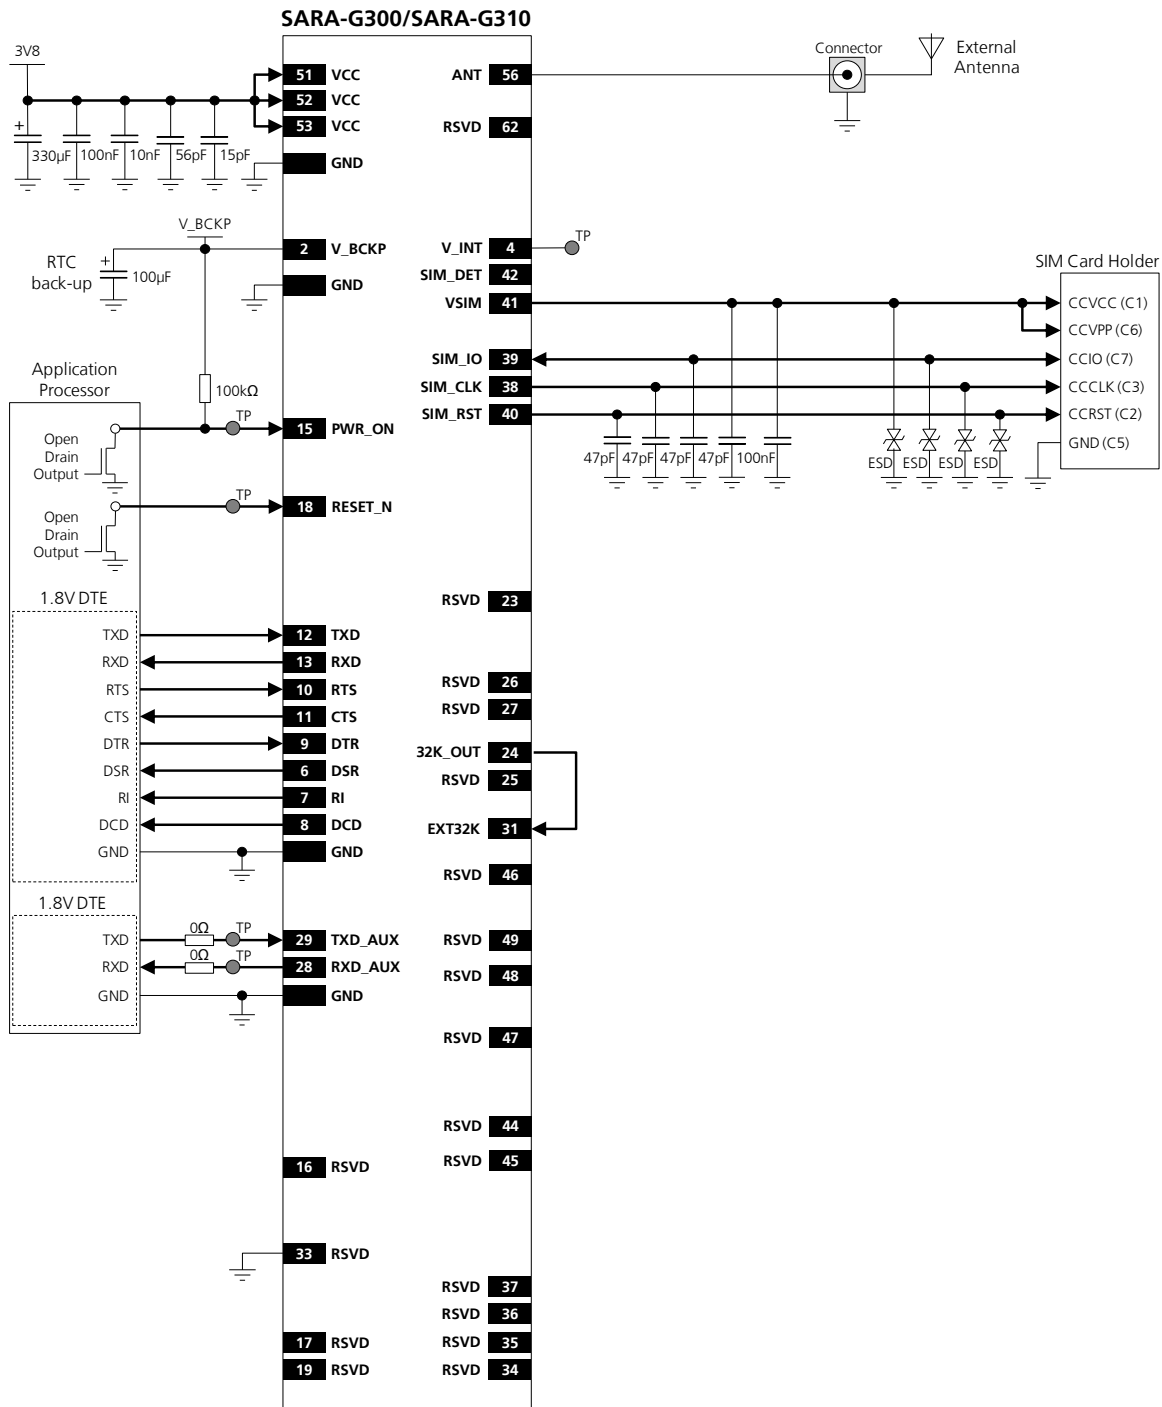 SARA-G300/SARA-G310
3V8
51 VCC
52 VCC
53 VCC
GND
+
330µF 100nF 10nF 56pF 15pF
ANT 56
Connector
External
Antenna
RSVD 62
V_BCKP
2 V_BCKP
GND
RTC
back-up
+
100µF
V_INT 4
TP
SIM_DET 42
VSIM 41
SIM_IO 39
SIM_CLK 38
SIM_RST 40
SIM Card Holder
CCVCC (C1)
CCVPP (C6)
CCIO (C7)
CCCLK (C3)
CCRST (C2)
GND (C5)
47pF 47pF 47pF 47pF 100nF
ESD ESD ESD ESD
Application
Processor
100kΩ
TP
15 PWR_ON
Open
Drain
Output
TP
18 RESET_N
Open
Drain
Output
1.8V DTE
TXD 12 TXD
RXD 13 RXD
RTS 10 RTS
CTS 11 CTS
DTR 9 DTR
DSR 6 DSR
RI 7 RI
DCD 8 DCD
GND GND
1.8V DTE
TXD 0Ω TP 29 TXD_AUX
RXD 0Ω TP 28 RXD_AUX
GND GND
RSVD 23
RSVD 26
RSVD 27
32K_OUT 24
RSVD 25
EXT32K 31
RSVD 46
RSVD 49
RSVD 48
RSVD 47
RSVD 44
RSVD 45
16 RSVD
33 RSVD
RSVD 37
RSVD 36
17 RSVD
RSVD 35
19 RSVD
RSVD 34